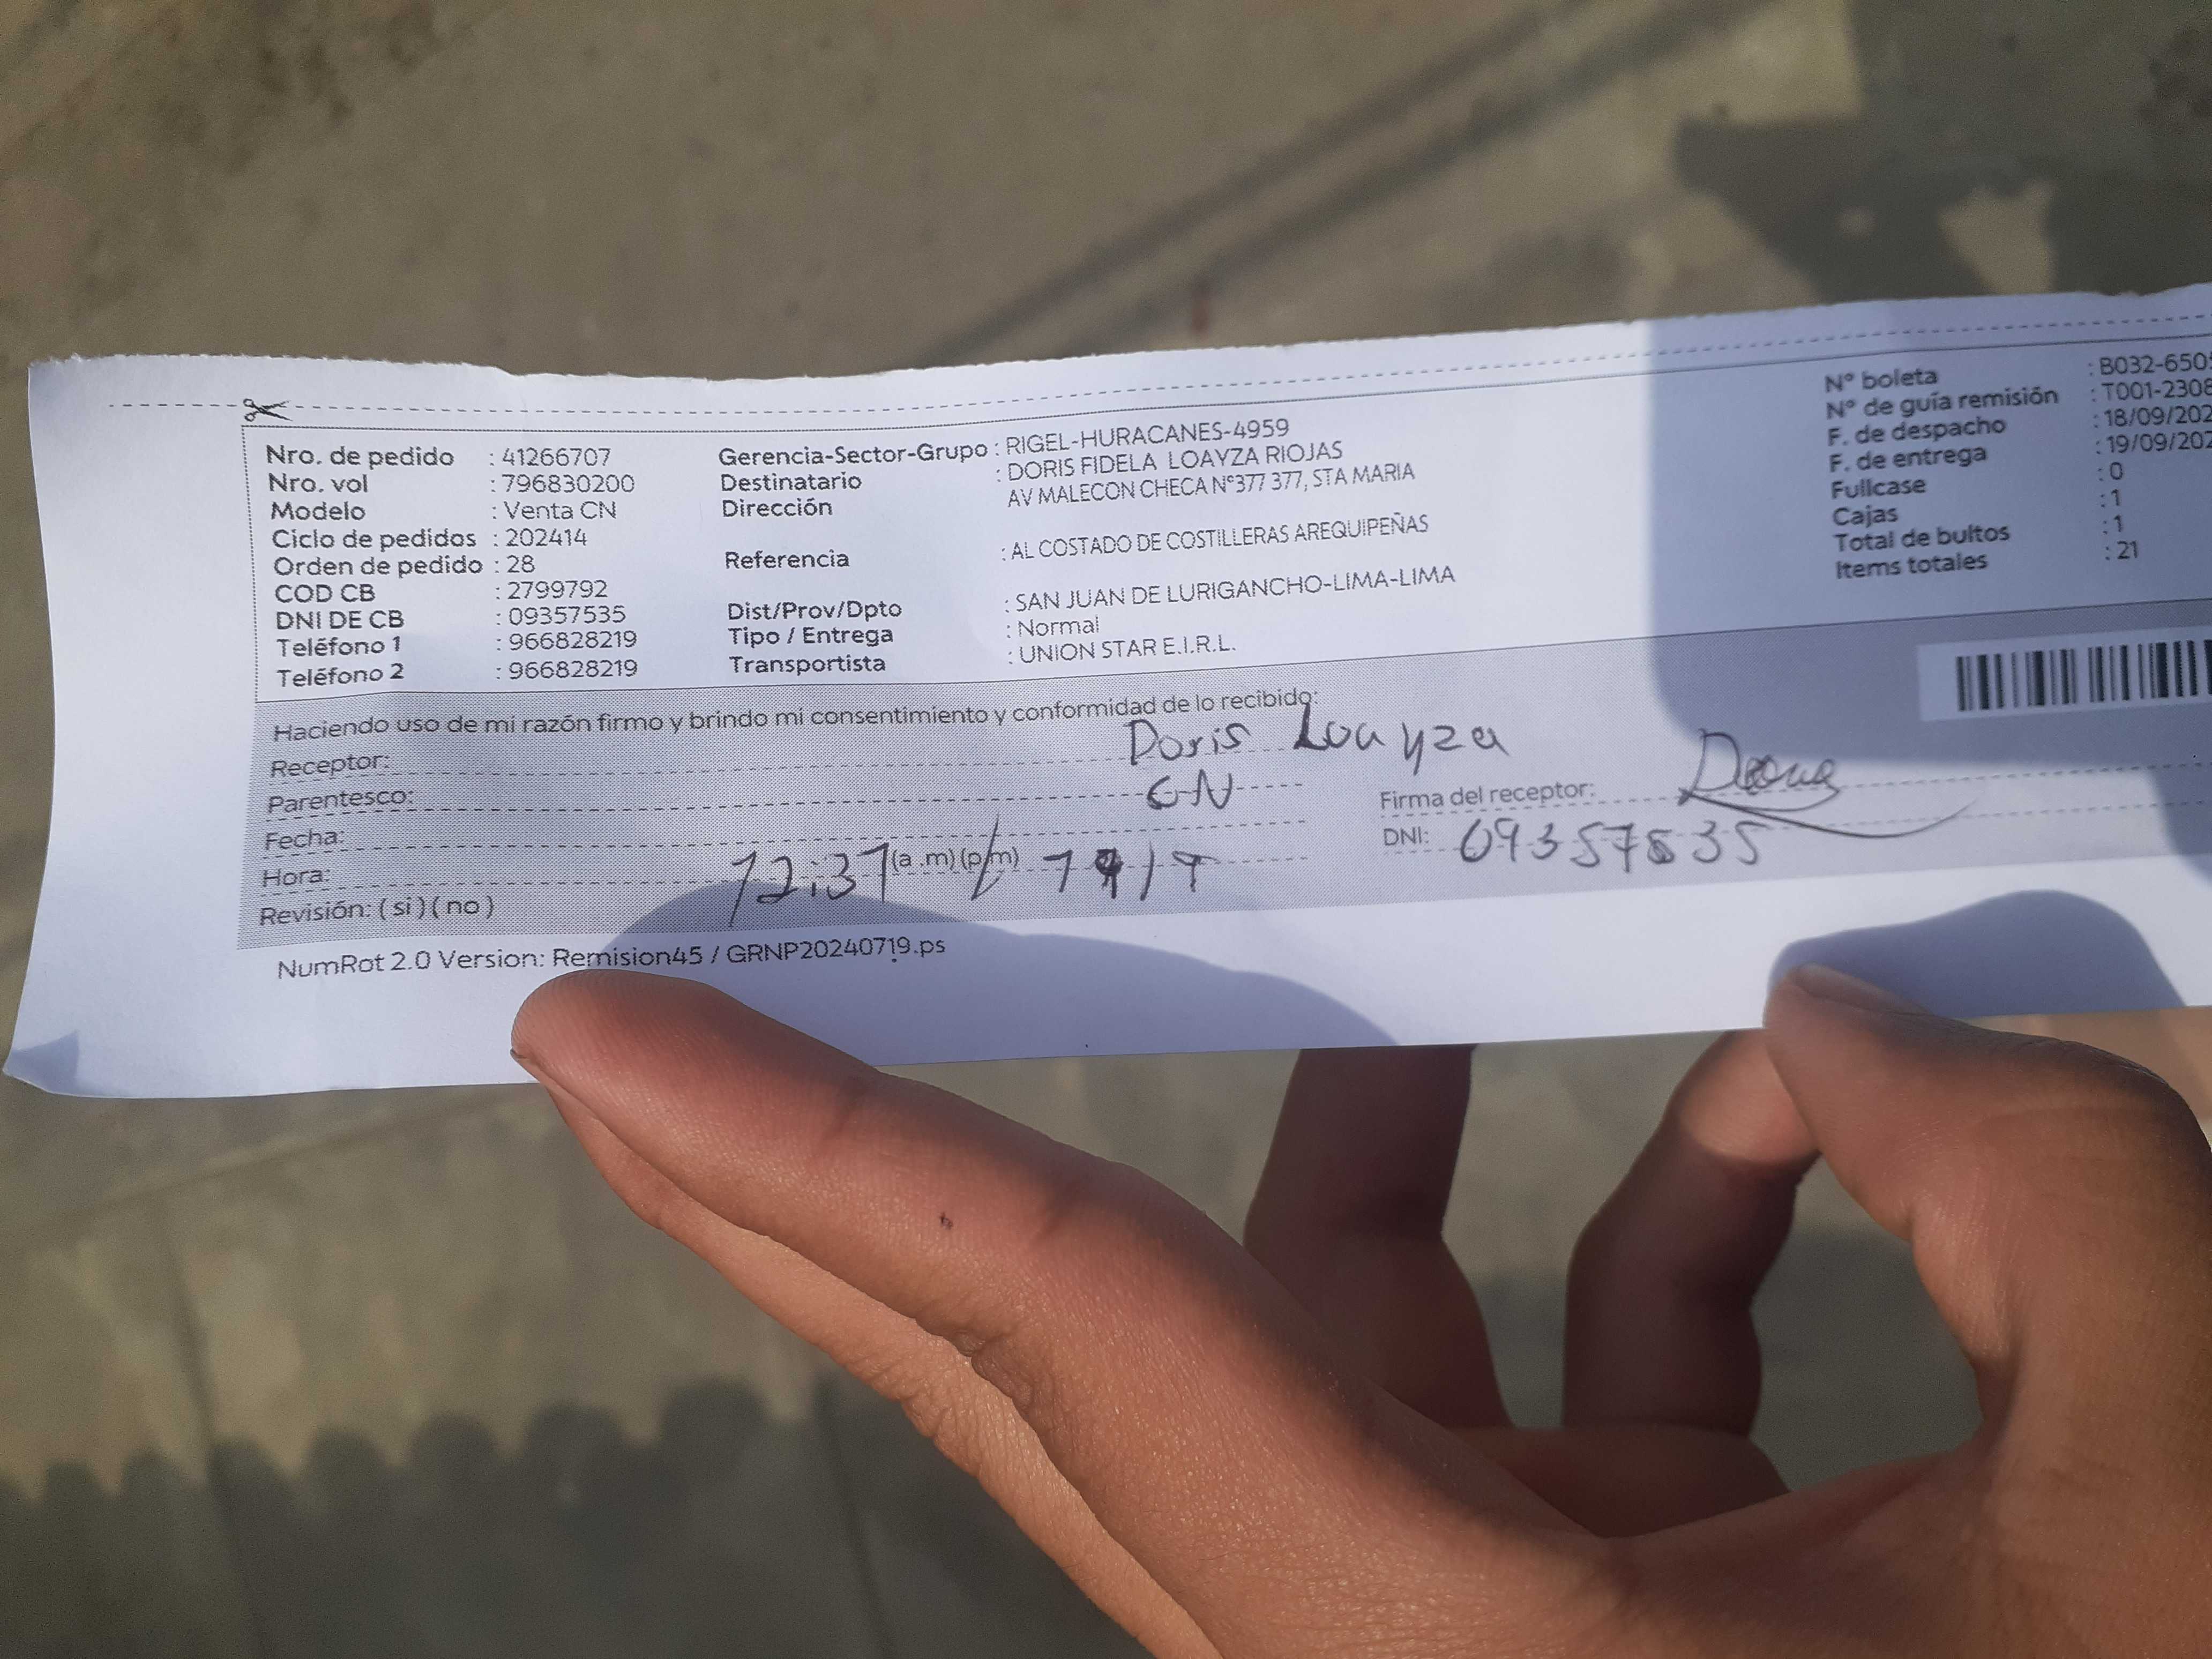 Nro. de pedido : 41266707
Nro. vol : 796830200
Modelo : Venta CN
Ciclo de pedidos : 202414
Orden de pedido : 28
COD CB : 2799792
DNI DE CB : 09357535
Teléfono 1 : 966828219
Teléfono 2 : 966828219
Gerencia-Sector-Grupo : RIGEL-HURACANES-4959
Destinatario : DORIS FIDELA LOAYZA RIOJAS
Dirección AV MALECON CHECA N°377 377, STA MARIA
Referencia : AL COSTADO DE COSTILLERAS AREQUIPEÑAS
Dist/Prov/Dpto : SAN JUAN DE LURIGANCHO-LIMA-LIMA
Tipo / Entrega : Normal
Transportista : UNION STAR E.I.R.L.
N° boleta : B032-650
N° de guía remisión : T001-2308
F. de despacho : 18/09/202
F. de entrega : 19/09/202
Fullcase : 0
Cajas : 1
Total de bultos : 1
Items totales : 21
Haciendo uso de mi razón firmo y brindo mi consentimiento y conformidad de lo recibido:
Receptor: Doris Loayza
Parentesco: CN
Firma del receptor:
Fecha:
DNI: 09357535
Hora: 12:37 (a.m) (p.m)
Revisión: ( si ) ( no )
NumRot 2.0 Version: Remision45 / GRNP20240719.ps